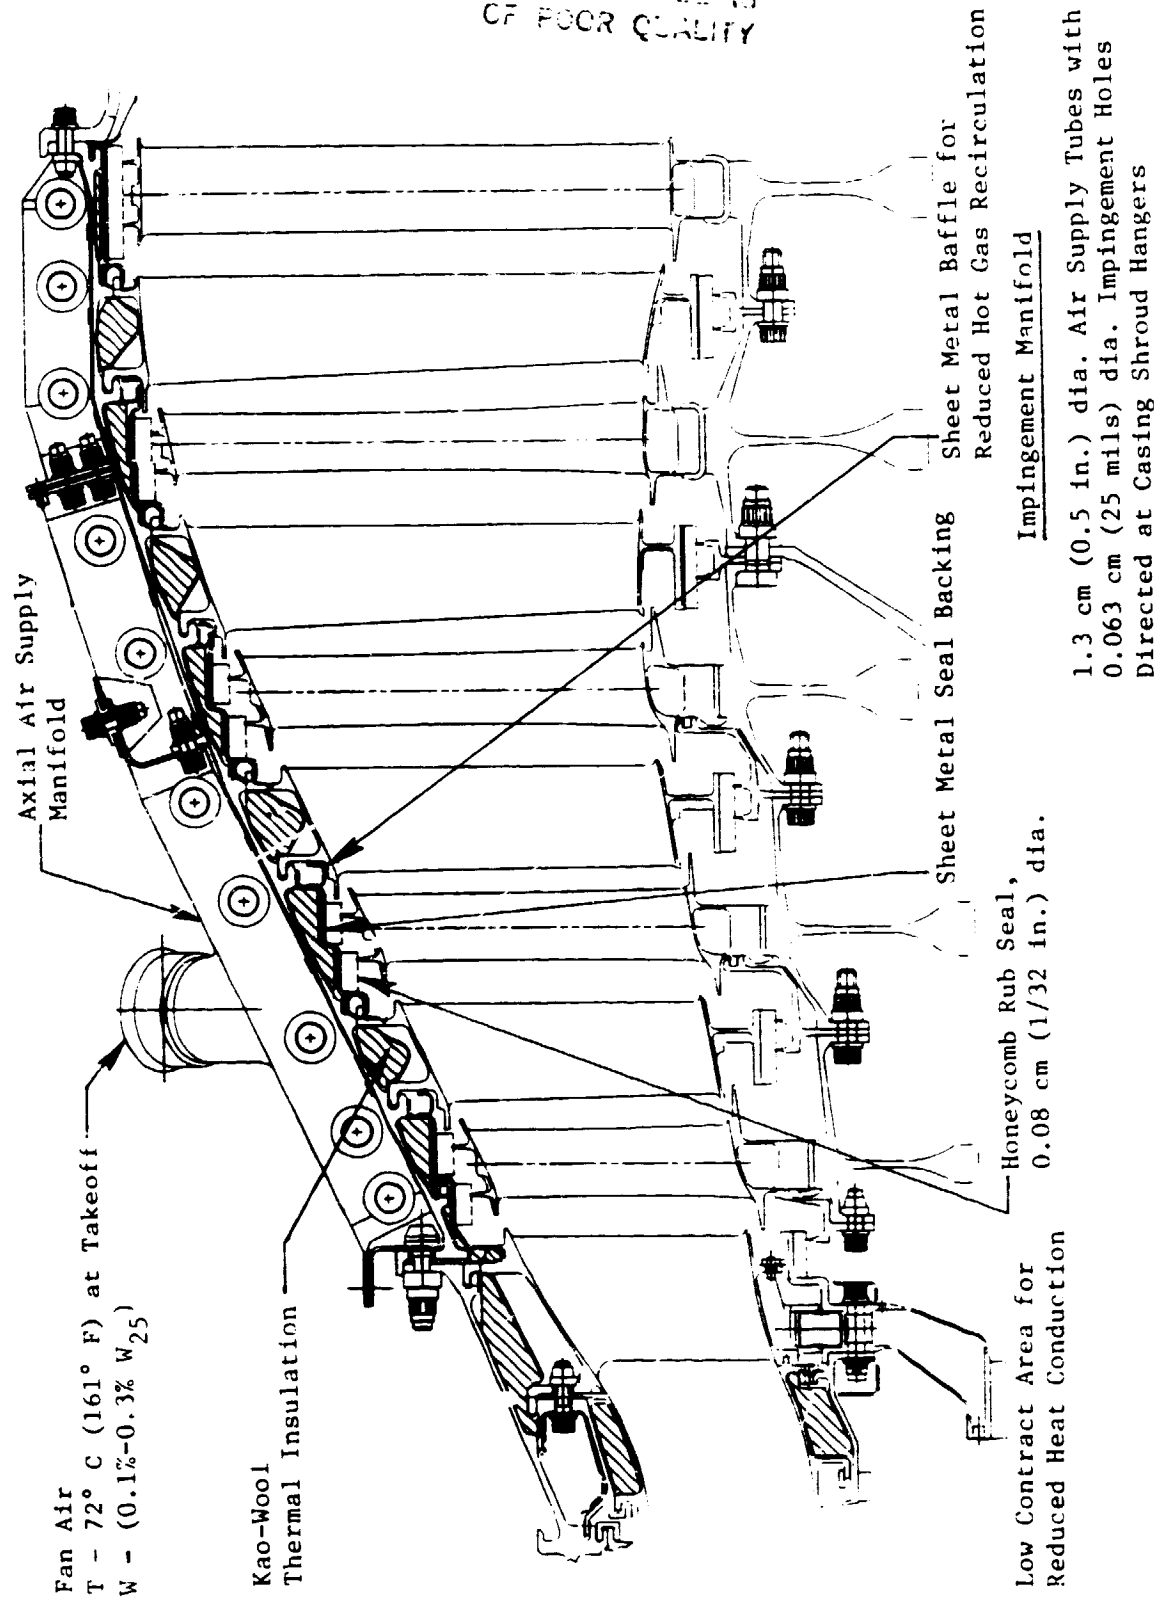 OF POOR QUALITY
Fan Air
T - 72° C (161° F) at Takeoff
W - (0.1%-0.3% W25)
Axial Air Supply
Manifold
Kao-Wool
Thermal Insulation
Sheet Metal Baffle for
Reduced Hot Gas Recirculation
Sheet Metal Seal Backing
Honeycomb Rub Seal,
0.08 cm (1/32 in.) dia.
Low Contract Area for
Reduced Heat Conduction
Impingement Manifold
1.3 cm (0.5 in.) dia. Air Supply Tubes with
0.063 cm (25 mils) dia. Impingement Holes
Directed at Casing Shroud Hangers